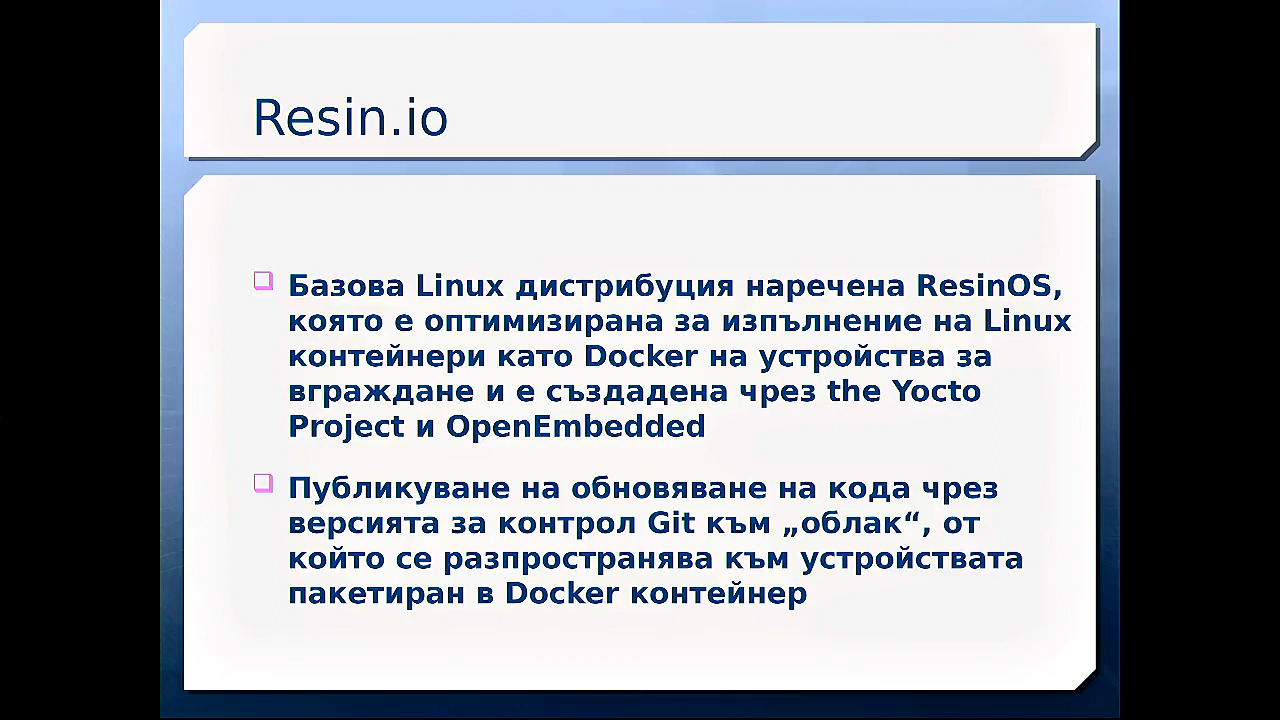 Resin.io
Базова Linux дистрибуция наречена ResinOS,
която е оптимизирана за изпълнение на Linux
контейнери като Docker на устройства за
вграждане и е създадена чрез the Yocto
Project и OpenEmbedded
Публикуване на обновяване на кода чрез
версията за контрол Git към „облак“, от
който се разпространява към устройствата
пакетиран в Docker контейнер